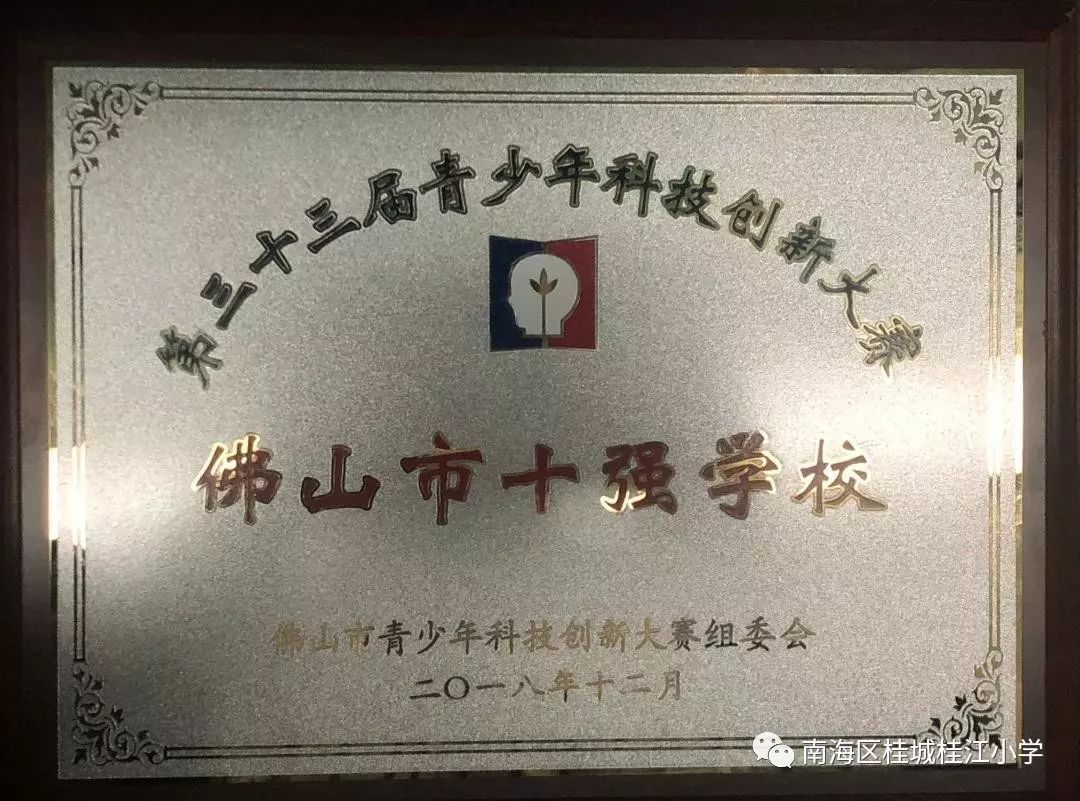 第三十三届青少年科技创新大赛
佛山市十强学校
佛山市青少年科技创新大赛组委会
二〇一八年十二月
南海区桂城桂江小学